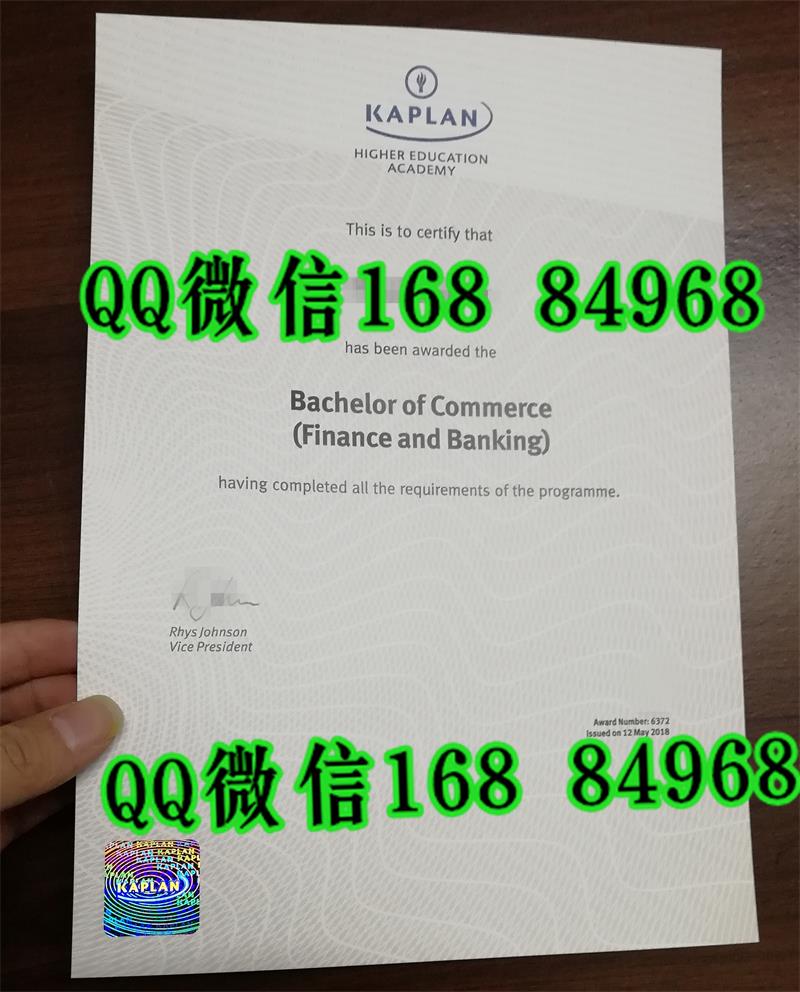 KAPLAN
HIGHER EDUCATION
ACADEMY
This is to certify that
QQ微信168 84968
has been awarded the
Bachelor of Commerce
(Finance and Banking)
having completed all the requirements of the programme.
Rhys Johnson
Vice President
Award Number: 6372
Issued on 12 May 2018
QQ微信168 84968
KAPLAN